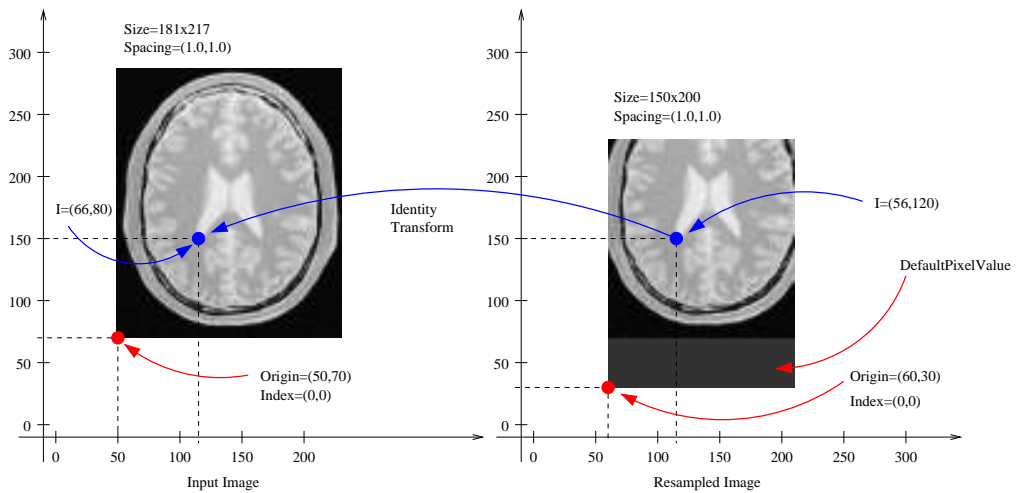 Size=181x217
Spacing=(1.0,1.0)
300
250
200
150
100
50
0
I=(66,80)
Origin=(50,70)
Index=(0,0)
0
50
100
150
200
Input Image
Identity
Transform
Size=150x200
Spacing=(1.0,1.0)
300
250
200
150
100
50
0
I=(56,120)
DefaultPixelValue
Origin=(60,30)
Index=(0,0)
0
50
100
150
200
250
300
Resampled Image